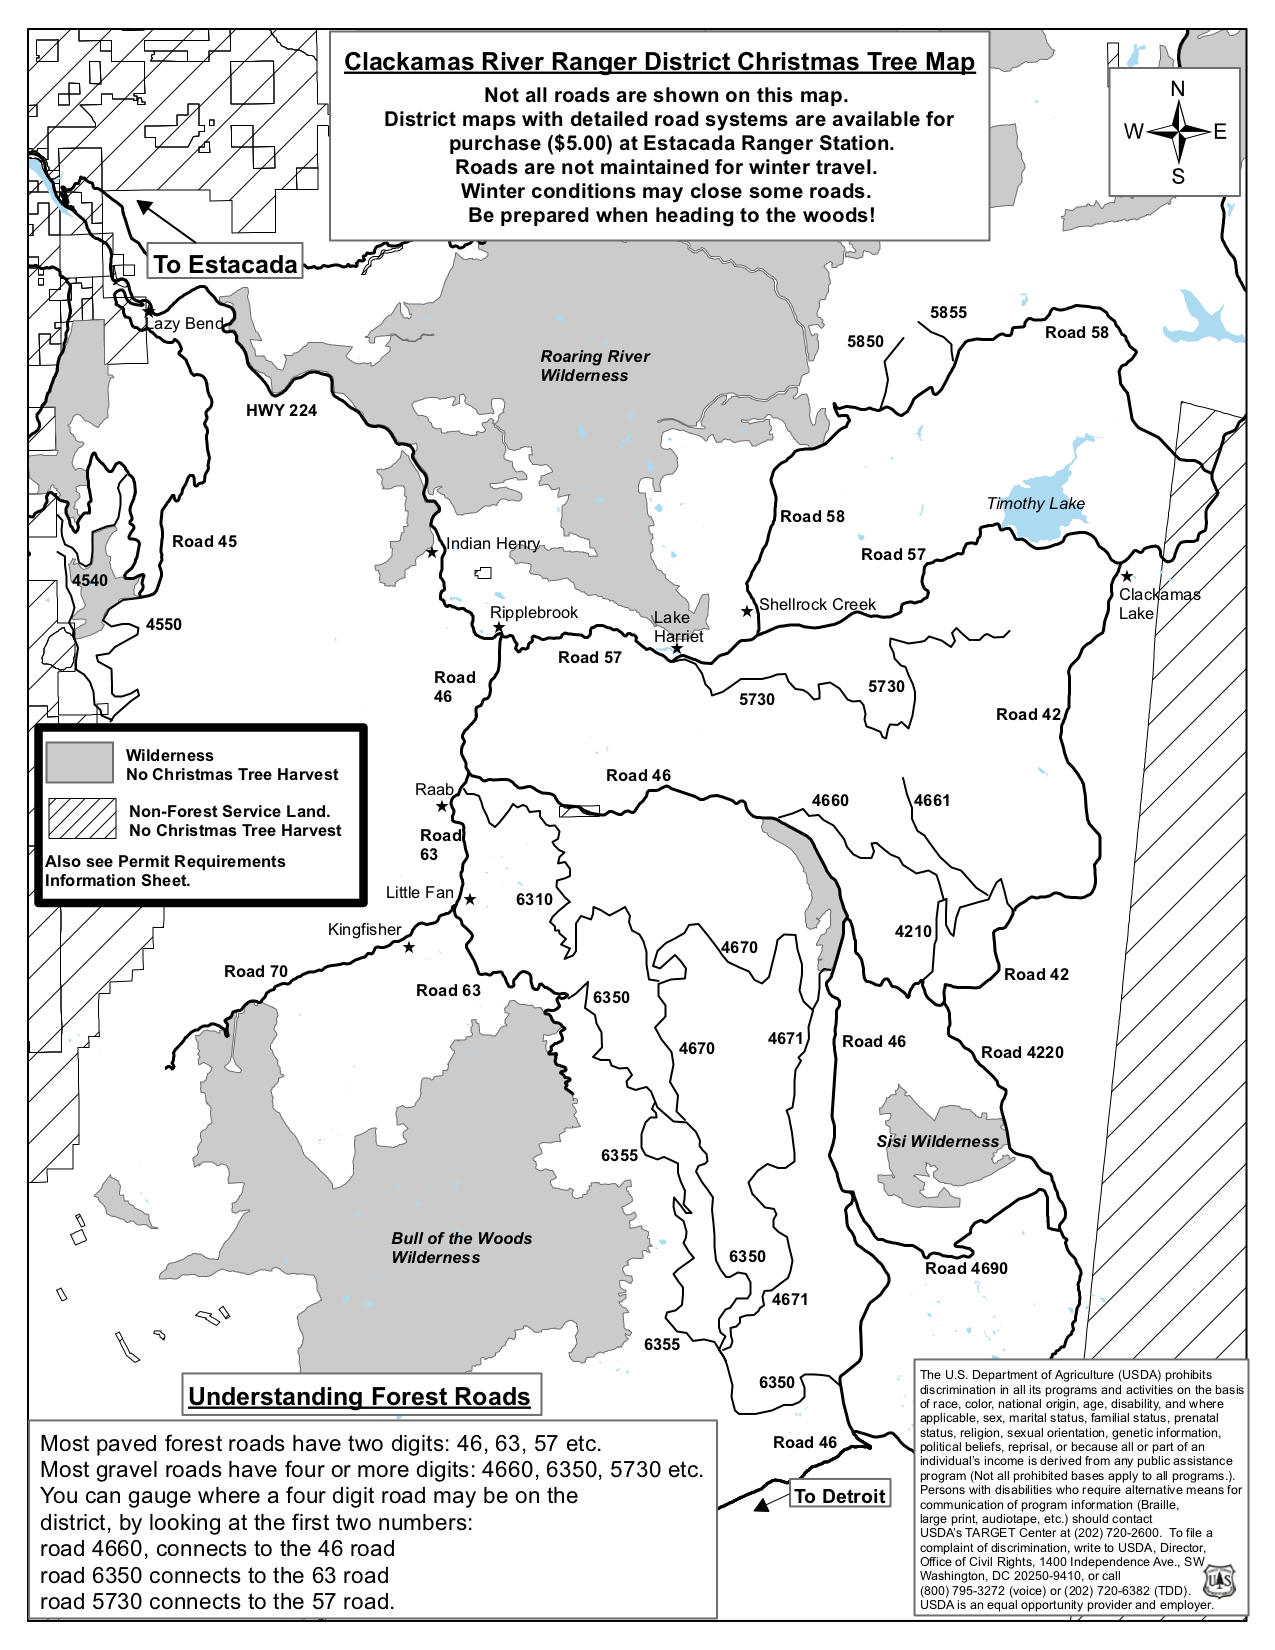 Clackamas River Ranger District Christmas Tree Map
Not all roads are shown on this map.
District maps with detailed road systems are available for
purchase ($5.00) at Estacada Ranger Station.
Roads are not maintained for winter travel.
Winter conditions may close some roads.
Be prepared when heading to the woods!
N
W E
S
To Estacada
Lazy Bend
HWY 224
Roaring River
Wilderness
5850
5855
Road 58
Timothy Lake
Road 58
Road 57
Road 45
Indian Henry
4540
4550
Ripplebrook
Lake
Harriet
Shellrock Creek
Clackamas
Lake
Road 57
Road
46
5730
5730
Road 42
Wilderness
No Christmas Tree Harvest
Non-Forest Service Land.
No Christmas Tree Harvest
Also see Permit Requirements
Information Sheet.
Raab
Road 46
4660
4661
Road
63
Little Fan
6310
Kingfisher
4210
4670
Road 70
Road 63
6350
Road 42
4670
4671
Road 46
Road 4220
Sisi Wilderness
6355
Bull of the Woods
Wilderness
6350
Road 4690
4671
6355
6350
Road 46
To Detroit
Understanding Forest Roads
Most paved forest roads have two digits: 46, 63, 57 etc.
Most gravel roads have four or more digits: 4660, 6350, 5730 etc.
You can gauge where a four digit road may be on the
district, by looking at the first two numbers:
road 4660, connects to the 46 road
road 6350 connects to the 63 road
road 5730 connects to the 57 road.
The U.S. Department of Agriculture (USDA) prohibits
discrimination in all its programs and activities on the basis
of race, color, national origin, age, disability, and where
applicable, sex, marital status, familial status, prenatal
status, religion, sexual orientation, genetic information,
political beliefs, reprisal, or because all or part of an
individual's income is derived from any public assistance
program (Not all prohibited bases apply to all programs.).
Persons with disabilities who require alternative means for
communication of program information (Braille,
large print, audiotape, etc.) should contact
USDA's TARGET Center at (202) 720-2600. To file a
complaint of discrimination, write to USDA, Director,
Office of Civil Rights, 1400 Independence Ave., SW,
Washington, DC 20250-9410, or call
(800) 795-3272 (voice) or (202) 720-6382 (TDD).
USDA is an equal opportunity provider and employer.
U S